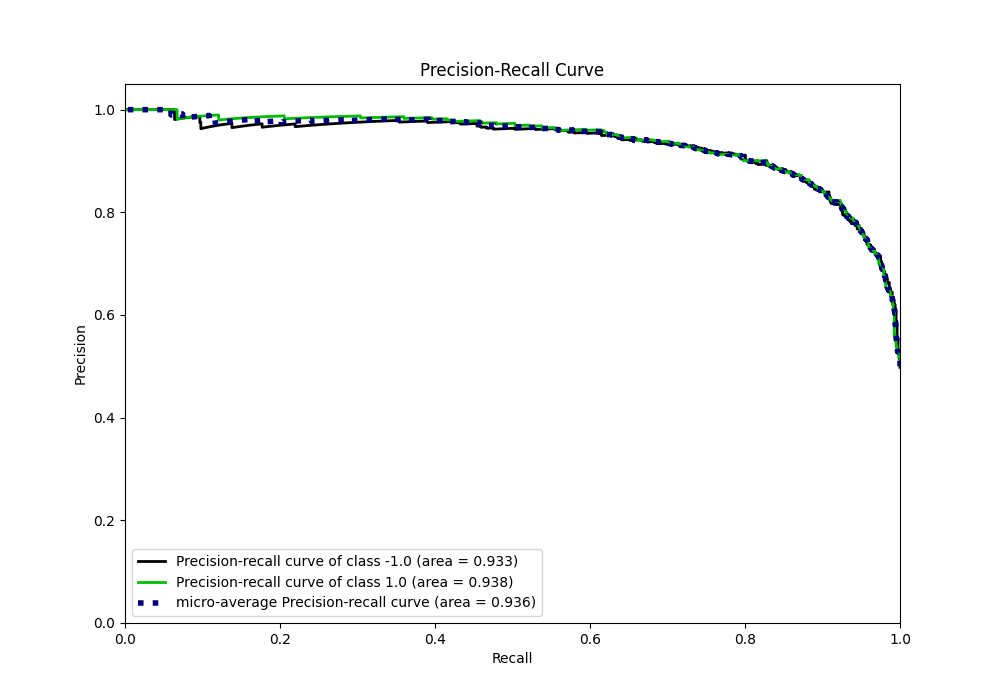 Precision-Recall Curve
1.0
0.8
0.6
0.4
0.2
0.0
Precision
Precision-recall curve of class -1.0 (area = 0.933)
Precision-recall curve of class 1.0 (area = 0.938)
micro-average Precision-recall curve (area = 0.936)
0.0 0.2 0.4 0.6 0.8 1.0
Recall